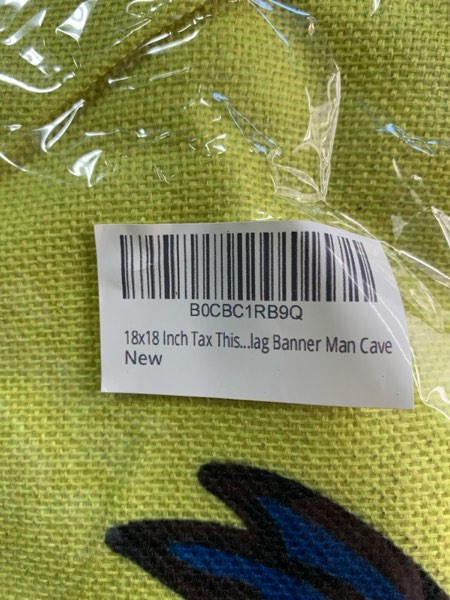 B0CBC1RB9Q
18x18 Inch Tax This...lag Banner Man Cave
New